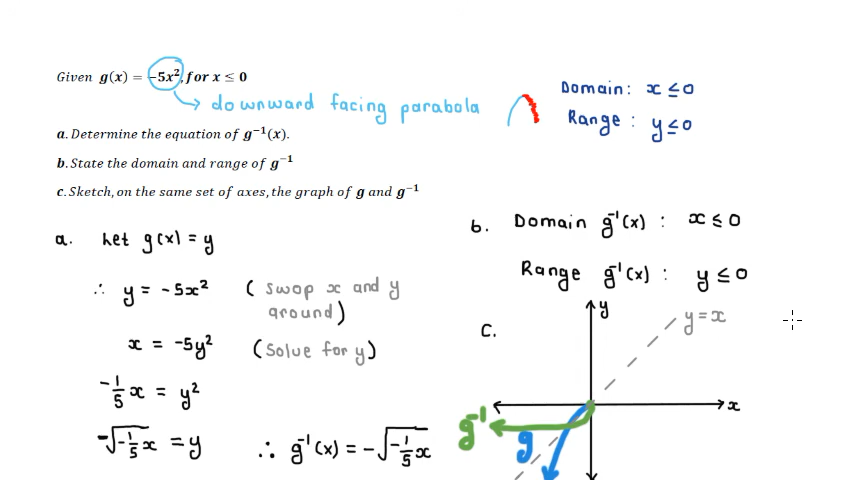 Given g(x) = −5x², for x ≤ 0
downward facing parabola
Domain: x ≤ 0
Range: y ≤ 0
a. Determine the equation of g⁻¹(x).
b. State the domain and range of g⁻¹
c. Sketch, on the same set of axes, the graph of g and g⁻¹
a. Let g(x) = y
∴ y = -5x² (swop x and y around)
x = -5y² (Solve for y)
-1/5 x = y²
-√(-1/5 x) = y ∴ g⁻¹(x) = -√(-1/5 x)
b. Domain g⁻¹(x) : x ≤ 0
Range g⁻¹(x) : y ≤ 0
c.
y
y = x
x
g⁻¹
g